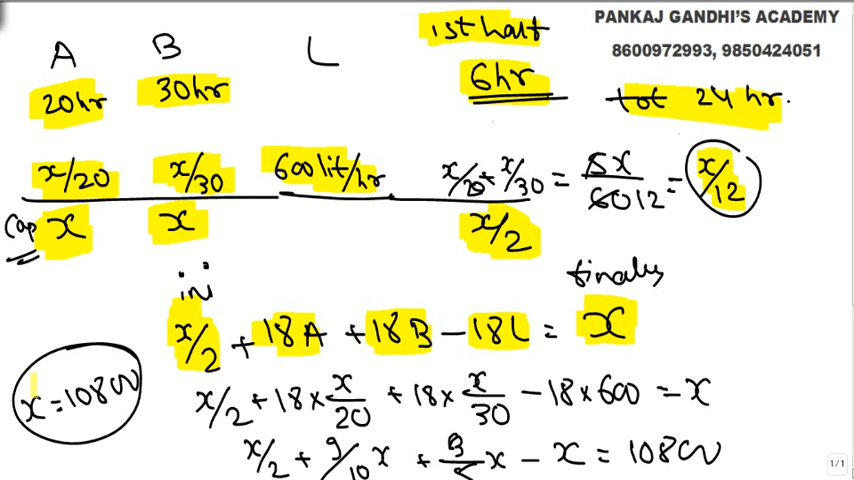 PANKAJ GANDHI'S ACADEMY
8600972993, 9850424051
A B L 1st half
20hr 30hr 6hr tot 24 hr.
x/20 x/30 600 lit/hr x/20 + x/30 = 5x/60 12 = x/12
Cap x x x/2
ini finally
x/2 + 18A + 18B - 18L = x
x = 10800
x/2 + 18 × x/20 + 18 × x/30 - 18 × 600 = x
x/2 + 9/10 x + 3/5 x - x = 10800
1/1